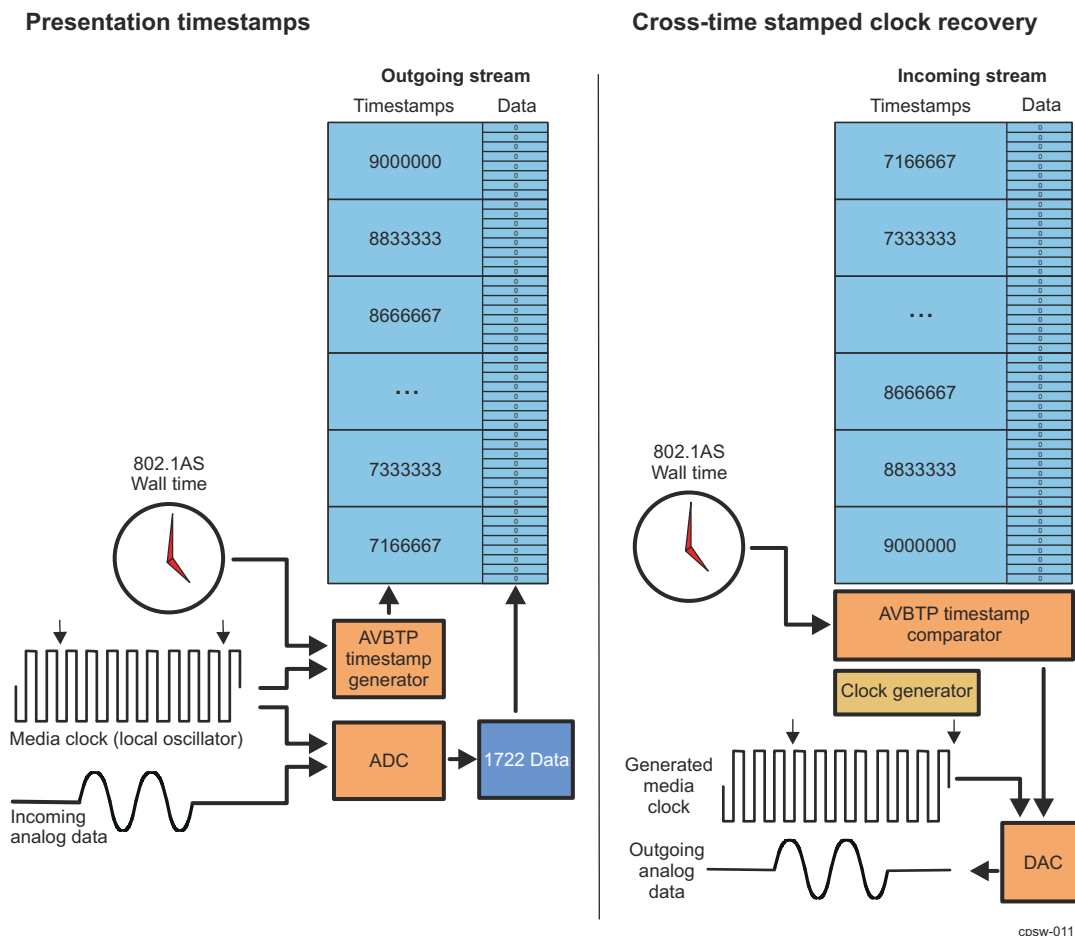 Presentation timestamps
Outgoing stream
Timestamps Data
9000000
8833333
8666667
...
7333333
7166667
802.1AS
Wall time
AVBTP
timestamp
generator
Media clock (local oscillator)
ADC
1722 Data
Incoming
analog data
Cross-time stamped clock recovery
Incoming stream
Timestamps Data
7166667
7333333
...
8666667
8833333
9000000
802.1AS
Wall time
AVBTP timestamp
comparator
Clock generator
Generated
media
clock
Outgoing
analog
data
DAC
cpsw-011